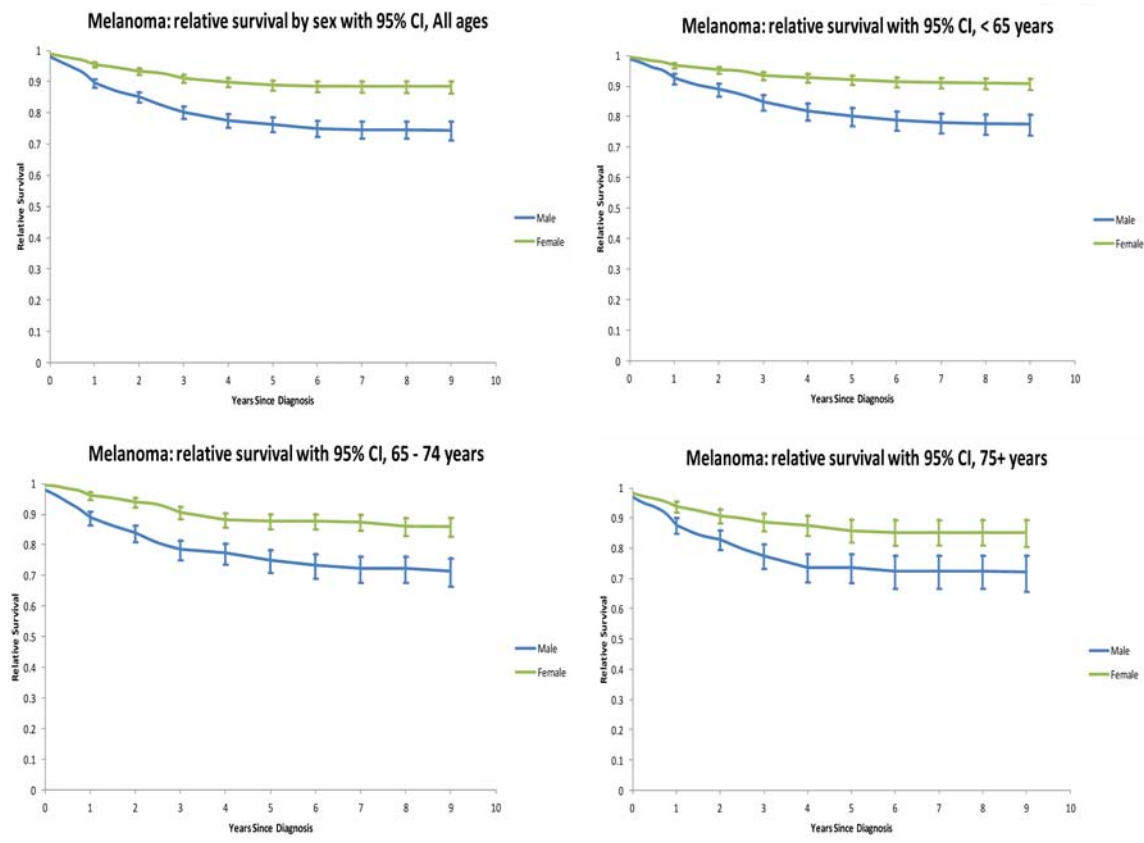 Melanoma: relative survival by sex with 95% CI, All ages
1
0.9
0.8
0.7
0.6
0.5
0.4
0.3
0.2
0.1
0
Relative Survival
0 1 2 3 4 5 6 7 8 9 10
Years Since Diagnosis
Male
Female
Melanoma: relative survival with 95% CI, < 65 years
1
0.9
0.8
0.7
0.6
0.5
0.4
0.3
0.2
0.1
0
Relative Survival
0 1 2 3 4 5 6 7 8 9 10
Years Since Diagnosis
Male
Female
Melanoma: relative survival with 95% CI, 65 - 74 years
1
0.9
0.8
0.7
0.6
0.5
0.4
0.3
0.2
0.1
0
Relative Survival
0 1 2 3 4 5 6 7 8 9 10
Years Since Diagnosis
Male
Female
Melanoma: relative survival with 95% CI, 75+ years
1
0.9
0.8
0.7
0.6
0.5
0.4
0.3
0.2
0.1
0
Relative Survival
0 1 2 3 4 5 6 7 8 9 10
Years Since Diagnosis
Male
Female